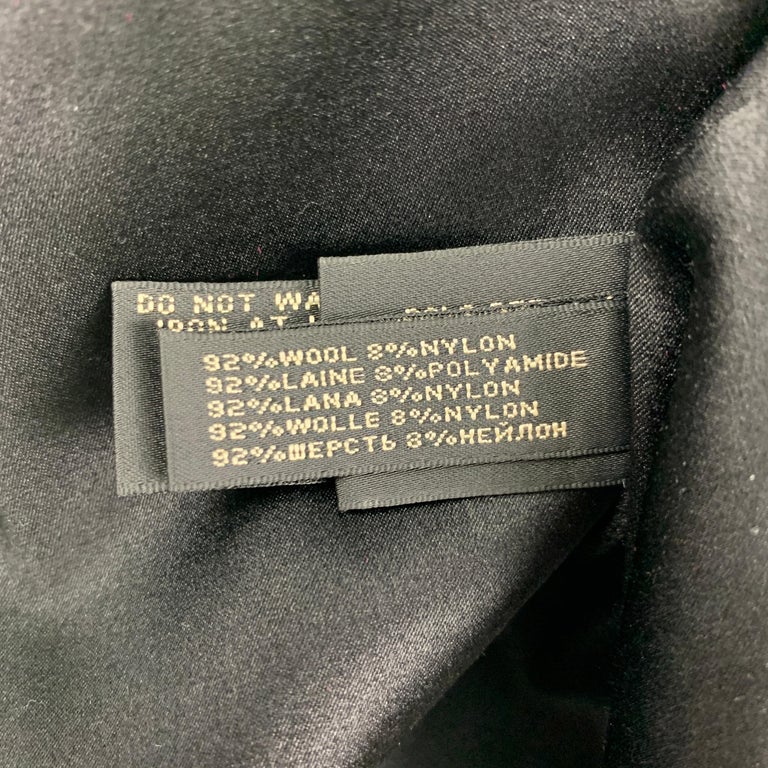 DO NOT WA
IRON AT
92%WOOL 8%NYLON
92%LAINE 8%POLYAMIDE
92%LANA 8%NYLON
92%WOLLE 8%NYLON
92%ШЕРСТЬ 8%НЕЙЛОН